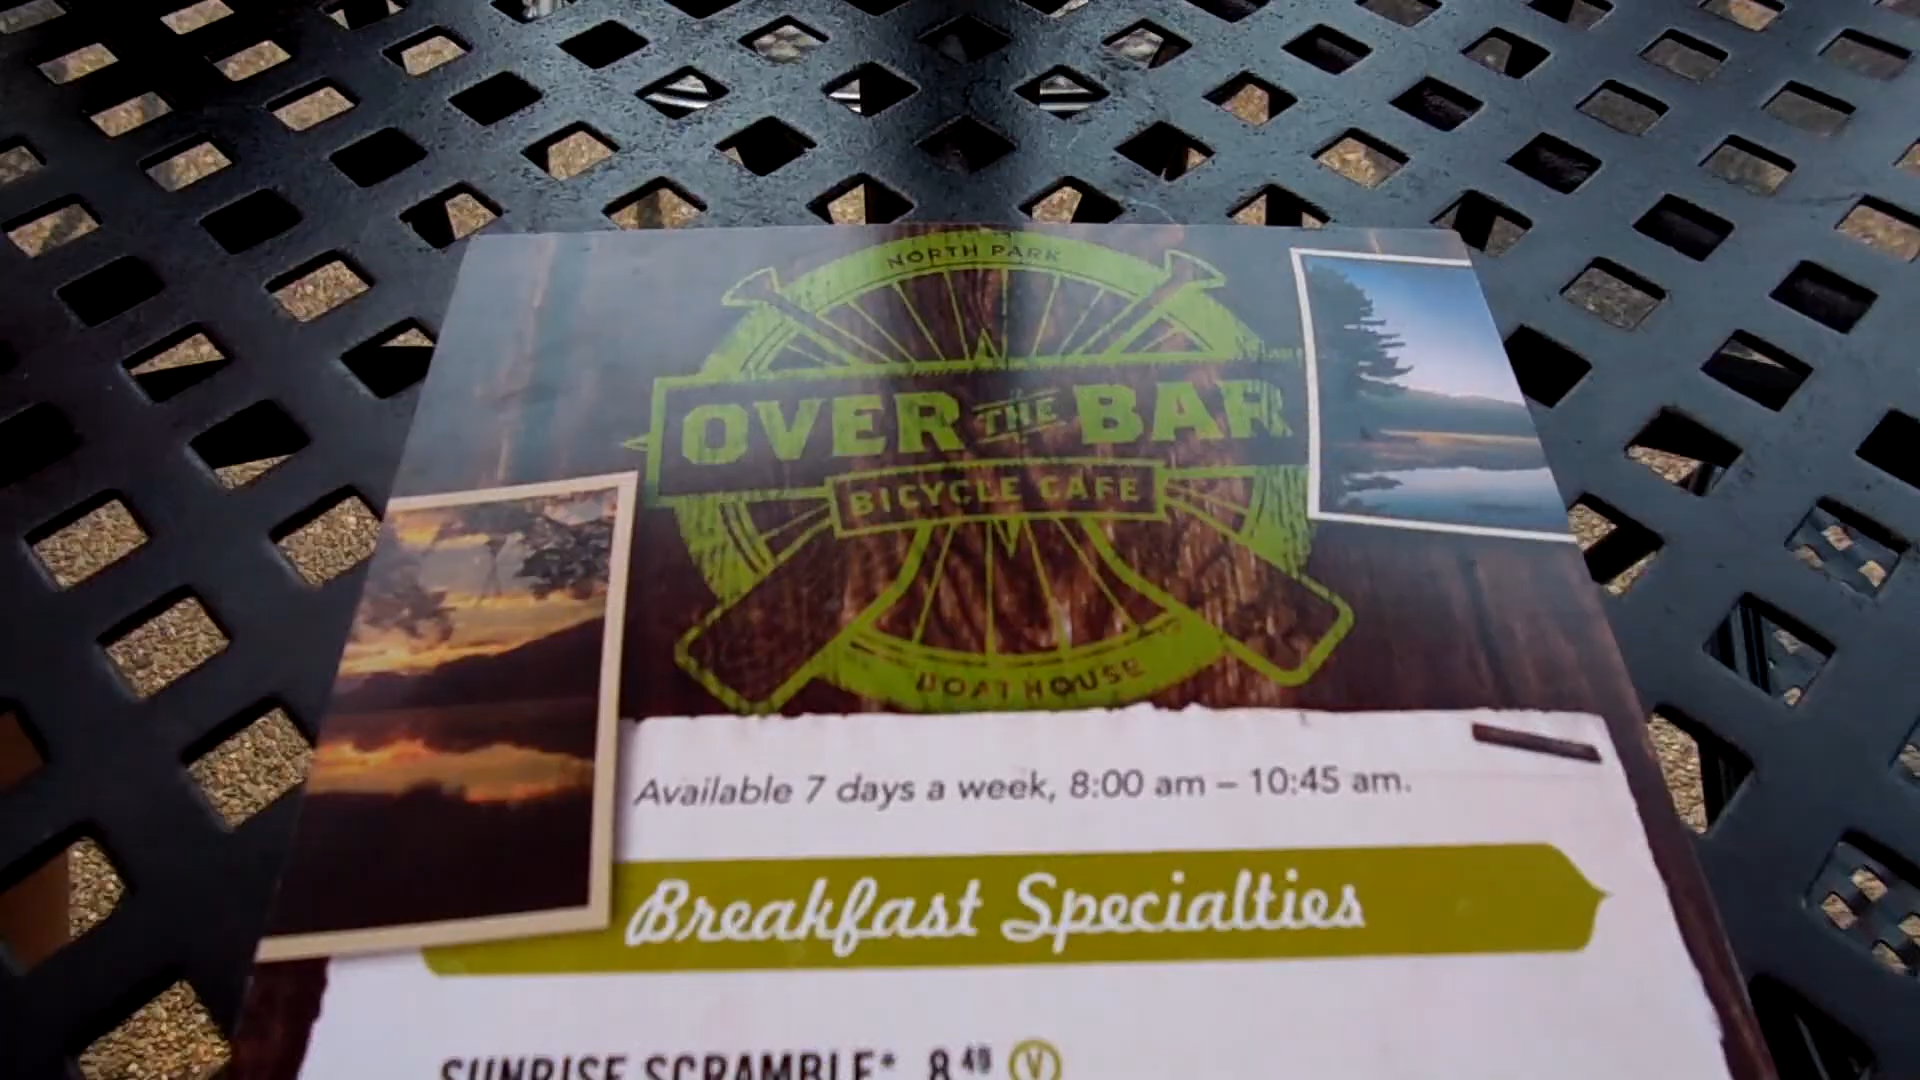 NORTH PARK
OVER THE BAR
BICYCLE CAFE
BOATHOUSE
Available 7 days a week, 8:00 am – 10:45 am.
Breakfast Specialties
SUNRISE SCRAMBLE* 8 49 V